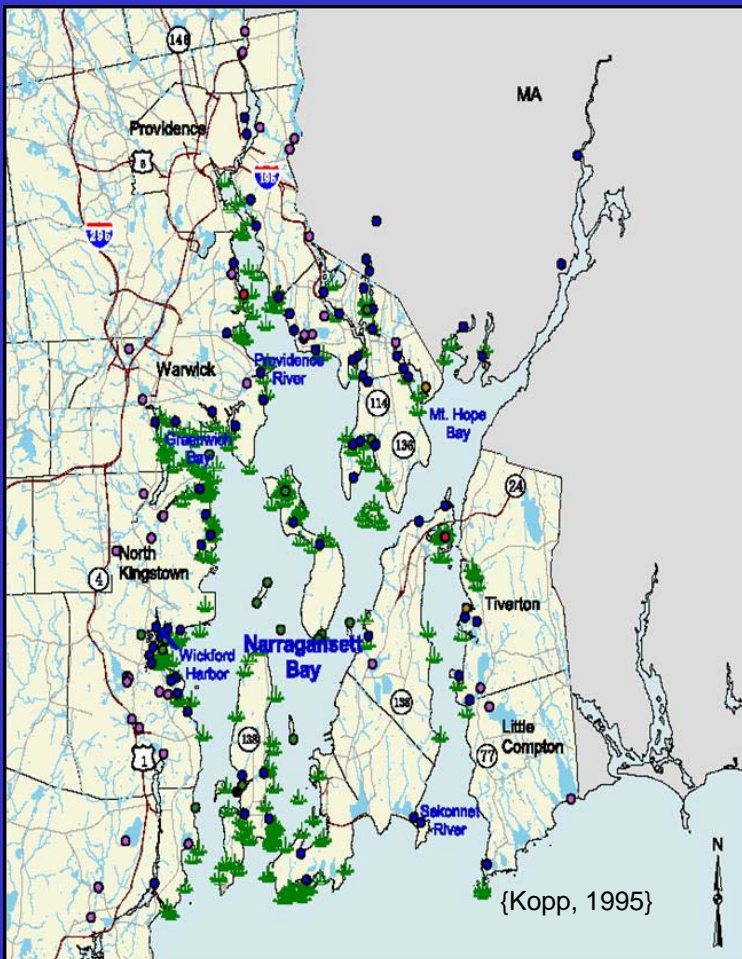 146
MA
Providence
6
195
295
Providence
River
Warwick
114
Mt. Hope
Bay
136
Greenwich
Bay
24
North
Kingstown
4
Tiverton
Wickford
Harbor
Narragansett
Bay
138
138
Little
Compton
77
1
Sakonnet
River
N
{Kopp, 1995}